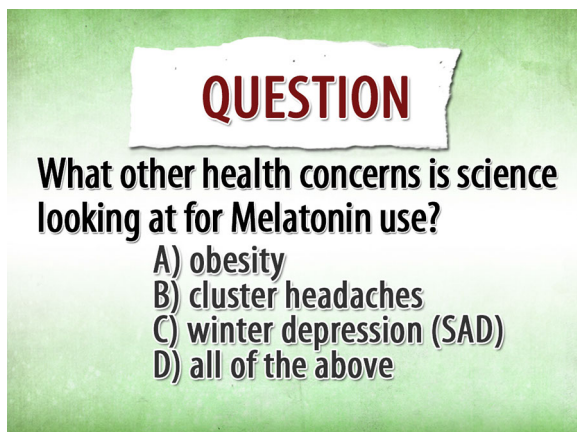 QUESTION
What other health concerns is science
looking at for Melatonin use?
A) obesity
B) cluster headaches
C) winter depression (SAD)
D) all of the above